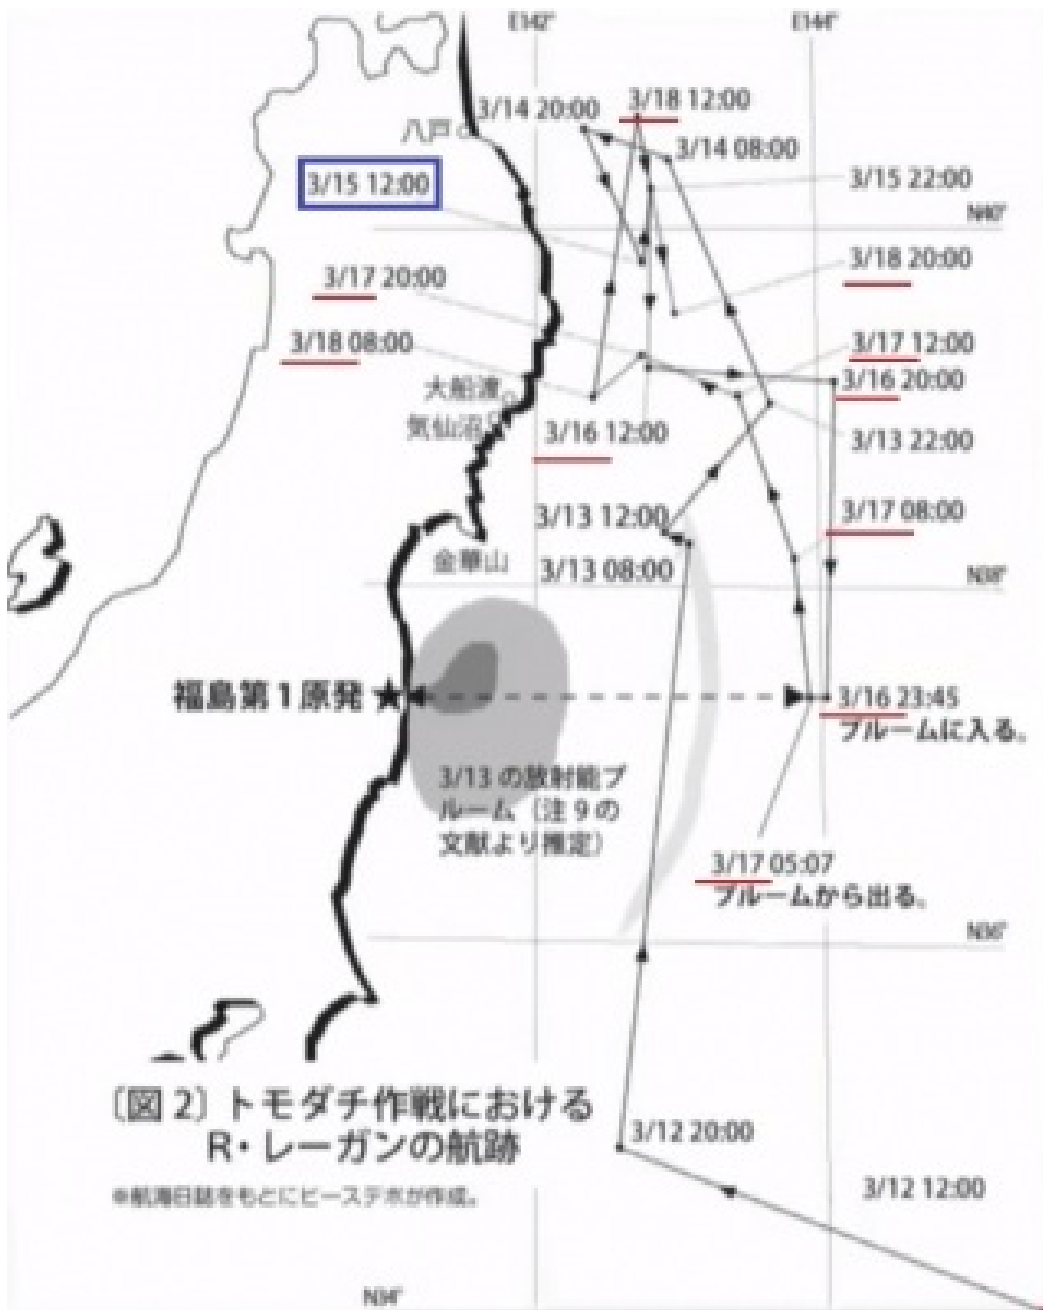 E142°
E144°
3/14 20:00
3/18 12:00
八戸
3/14 08:00
3/15 12:00
3/15 22:00
N40°
3/18 20:00
3/17 20:00
3/18 08:00
3/17 12:00
3/16 20:00
大船渡
気仙沼
3/16 12:00
3/13 22:00
3/13 12:00
3/17 08:00
金華山
3/13 08:00
N38°
福島第1原発
3/16 23:45
プルームに入る。
3/13の放射能プ
ルーム(注9の
文献より推定)
3/17 05:07
プルームから出る。
N36°
〔図2〕トモダチ作戦における
R・レーガンの航跡
3/12 20:00
※航海日誌をもとにピースデポが作成。
3/12 12:00
N34°